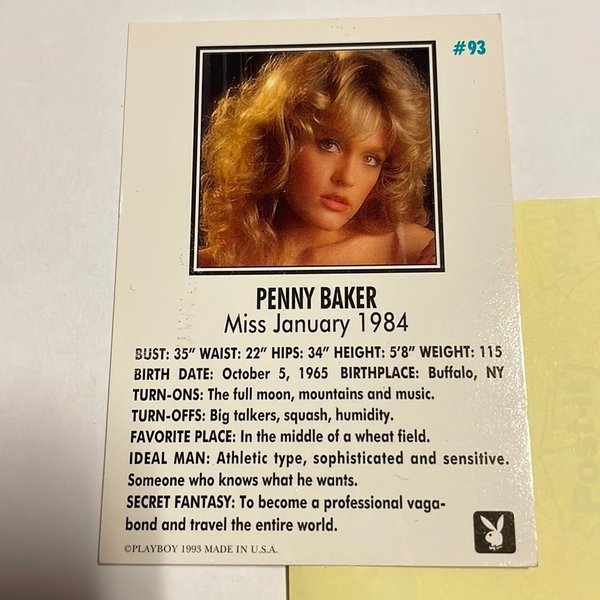 #93
PENNY BAKER
Miss January 1984
BUST: 35" WAIST: 22" HIPS: 34" HEIGHT: 5'8" WEIGHT: 115
BIRTH DATE: October 5, 1965 BIRTHPLACE: Buffalo, NY
TURN-ONS: The full moon, mountains and music.
TURN-OFFS: Big talkers, squash, humidity.
FAVORITE PLACE: In the middle of a wheat field.
IDEAL MAN: Athletic type, sophisticated and sensitive.
Someone who knows what he wants.
SECRET FANTASY: To become a professional vaga-
bond and travel the entire world.
©PLAYBOY 1993 MADE IN U.S.A.